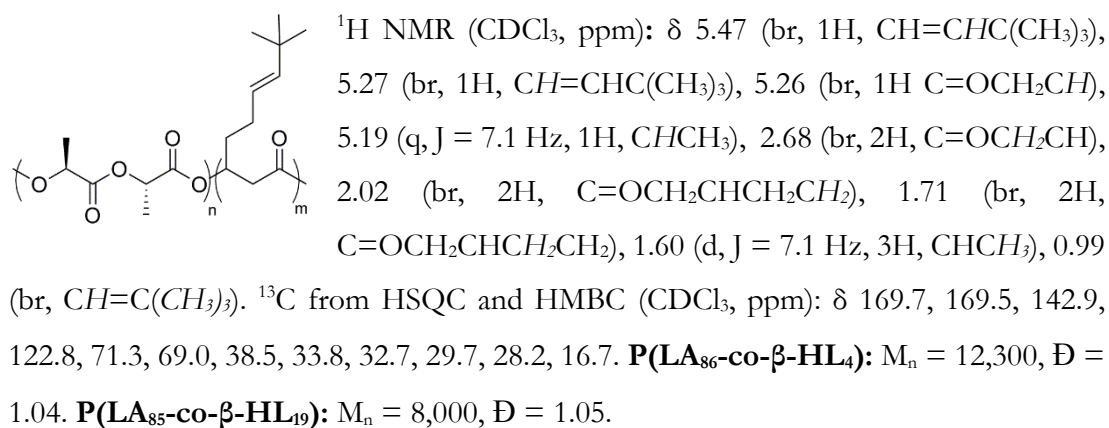 ¹H NMR (CDCl₃, ppm): δ 5.47 (br, 1H, CH=CHC(CH₃)₃),
5.27 (br, 1H, CH=CHC(CH₃)₃), 5.26 (br, 1H C=OCH₂CH),
5.19 (q, J = 7.1 Hz, 1H, CHCH₃), 2.68 (br, 2H, C=OCH₂CH),
2.02 (br, 2H, C=OCH₂CHCH₂CH₂), 1.71 (br, 2H,
C=OCH₂CHCH₂CH₂), 1.60 (d, J = 7.1 Hz, 3H, CHCH₃), 0.99
(br, CH=C(CH₃)₃). ¹³C from HSQC and HMBC (CDCl₃, ppm): δ 169.7, 169.5, 142.9,
122.8, 71.3, 69.0, 38.5, 33.8, 32.7, 29.7, 28.2, 16.7. P(LA₈₆-co-β-HL₄): Mₙ = 12,300, Đ =
1.04. P(LA₈₅-co-β-HL₁₉): Mₙ = 8,000, Đ = 1.05.
O
O
O
O
O
O
n
m